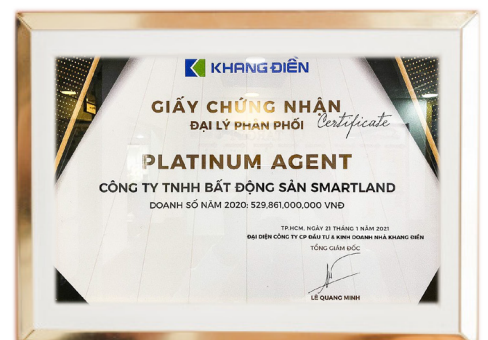 KHANG ĐIỀN
GIẤY CHỨNG NHẬN
ĐẠI LÝ PHÂN PHỐI Certificate
PLATINUM AGENT
CÔNG TY TNHH BẤT ĐỘNG SẢN SMARTLAND
DOANH SỐ NĂM 2020: 529,861,000,000 VNĐ
TP.HCM, NGÀY 21 THÁNG 1 NĂM 2021
ĐẠI DIỆN CÔNG TY CP ĐẦU TƯ & KINH DOANH NHÀ KHANG ĐIỀN
TỔNG GIÁM ĐỐC
LÊ QUANG MINH